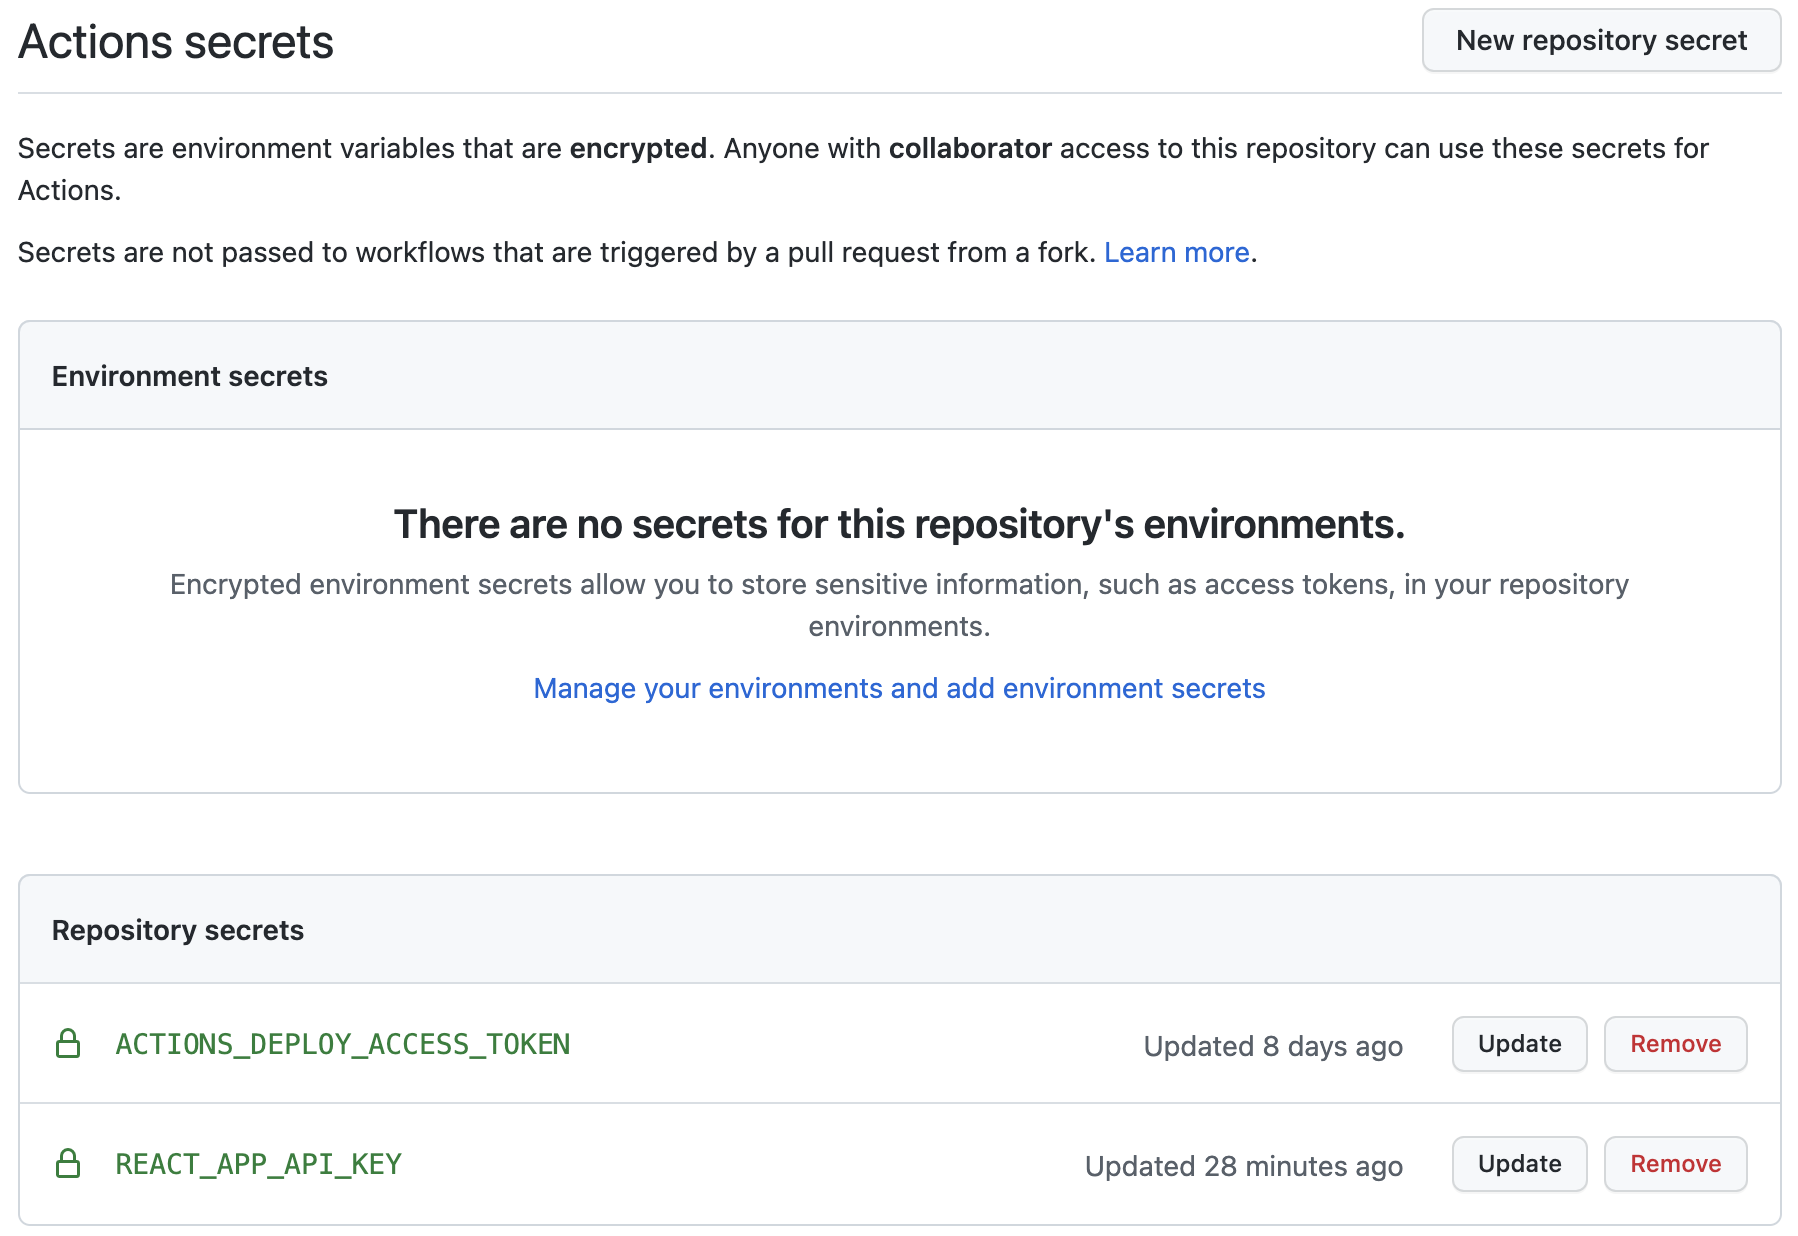 Actions secrets
New repository secret
Secrets are environment variables that are encrypted. Anyone with collaborator access to this repository can use these secrets for
Actions.
Secrets are not passed to workflows that are triggered by a pull request from a fork. Learn more.
Environment secrets
There are no secrets for this repository's environments.
Encrypted environment secrets allow you to store sensitive information, such as access tokens, in your repository
environments.
Manage your environments and add environment secrets
Repository secrets
ACTIONS_DEPLOY_ACCESS_TOKEN Updated 8 days ago Update Remove
REACT_APP_API_KEY Updated 28 minutes ago Update Remove